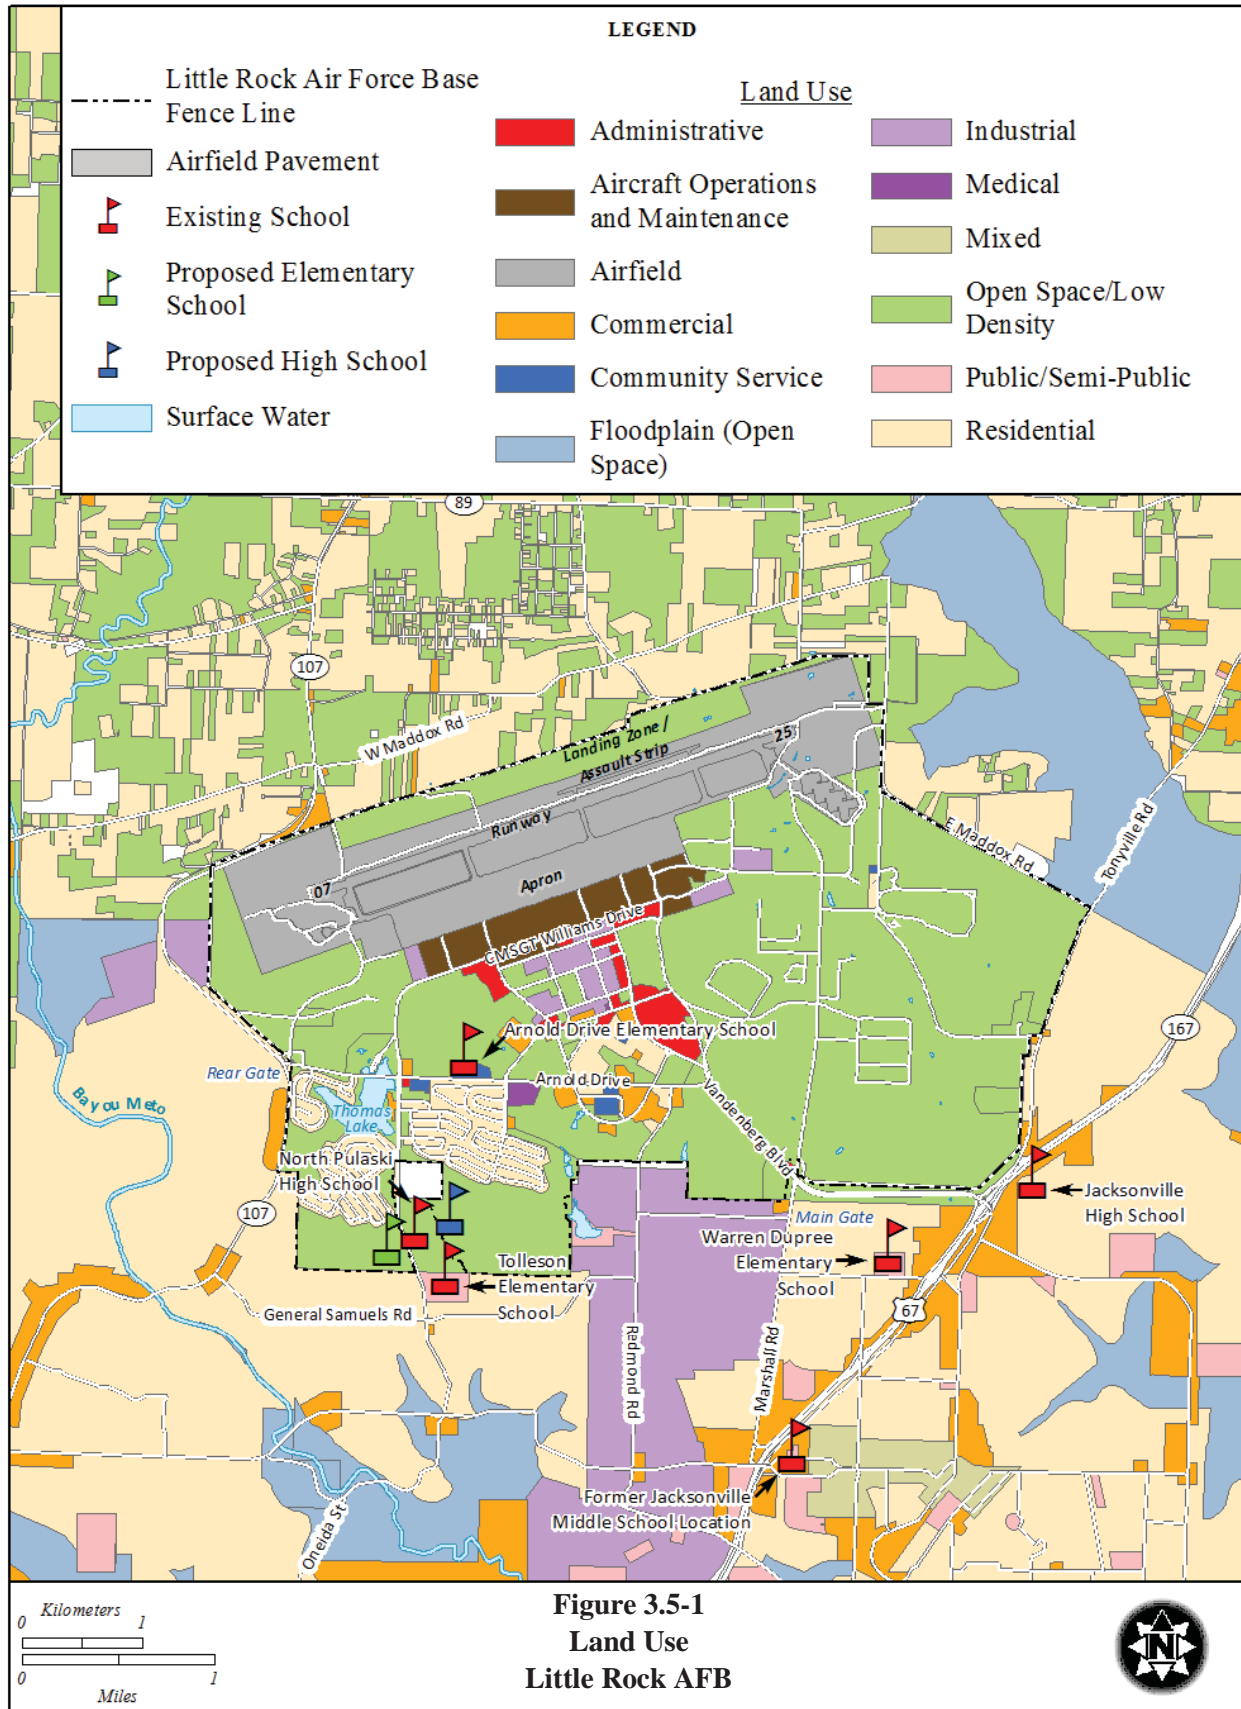 LEGEND
Little Rock Air Force Base
Fence Line
Airfield Pavement
Existing School
Proposed Elementary
School
Proposed High School
Surface Water
Land Use
Administrative
Aircraft Operations
and Maintenance
Airfield
Commercial
Community Service
Floodplain (Open
Space)
Industrial
Medical
Mixed
Open Space/Low
Density
Public/Semi-Public
Residential
89
107
W Maddox Rd
Landing Zone /
Assault Strip
25
Runway
07
Apron
E Maddox Rd
Tonyville Rd
CMSGT Williams Drive
167
Arnold Drive Elementary School
Rear Gate
Arnold Drive
Bayou Meto
Thomas
Lake
Vandenberg Blvd
North Pulaski
High School
107
Jacksonville
High School
Main Gate
Warren Dupree
Elementary
School
Tolleson
Elementary
School
General Samuels Rd
67
Redmond Rd
Marshall Rd
Former Jacksonville
Middle School Location
Oneida St
Kilometers
0 1
0 1
Miles
Figure 3.5-1
Land Use
Little Rock AFB
N